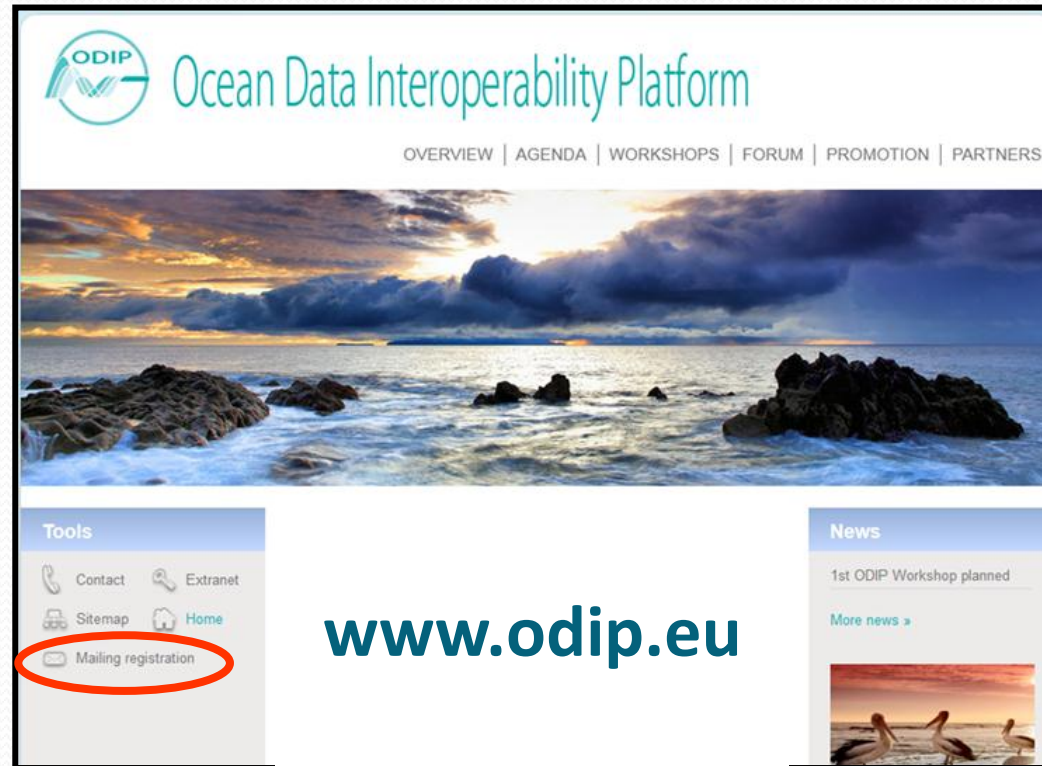 ODIP
Ocean Data Interoperability Platform
OVERVIEW | AGENDA | WORKSHOPS | FORUM | PROMOTION | PARTNERS
Tools
Contact Extranet
Sitemap Home
Mailing registration
www.odip.eu
News
1st ODIP Workshop planned
More news »